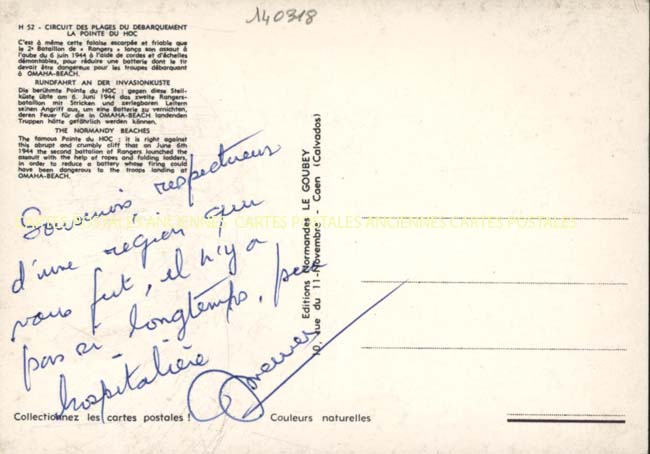 140318
H 52 - CIRCUIT DES PLAGES DU DEBARQUEMENT
LA POINTE DU HOC
C'est à même cette falaise escarpée et friable que
le 2e Bataillon de « Rangers » lança son assaut à
l'aube du 6 juin 1944 à l'aide de cordes et d'échelles
démontables, pour réduire une batterie dont le tir
devait être dangereux pour les troupes débarquant
à OMAHA-BEACH.
RUNDFAHRT AN DER INVASIONKUSTE
Die berühmte Pointe du HOC : gegen diese Steil-
küste übte am 6. Juni 1944 das zweite Rangers-
bataillon mit Stricken und zerlegbaren Leitern
seinen Angriff aus, um eine Batterie zu vernichten,
deren Feuer für die in OMAHA-BEACH landenden
Truppen hätte gefährlich werden können.
THE NORMANDY BEACHES
The famous Pointe du HOC : it is right against
this abrupt and crumbly cliff that on June 6th
1944 the second battalion of Rangers lounched the
assault with the help of ropes and folding ladders,
in order to reduce a battery whose firing could
have been dangerous to the troops landing at
OMAHA-BEACH.
Souvenirs respectueux
d'une région qui
vous fut, il n'y a
pas si longtemps, peu
hospitalière
CARTES POSTALES ANCIENNES CARTES POSTALES ANCIENNES CARTES POSTALES
Editions Normandes LE GOUBEY
10, rue du 11-Novembre - Caen (Calvados)
Collectionnez les cartes postales !
Couleurs naturelles